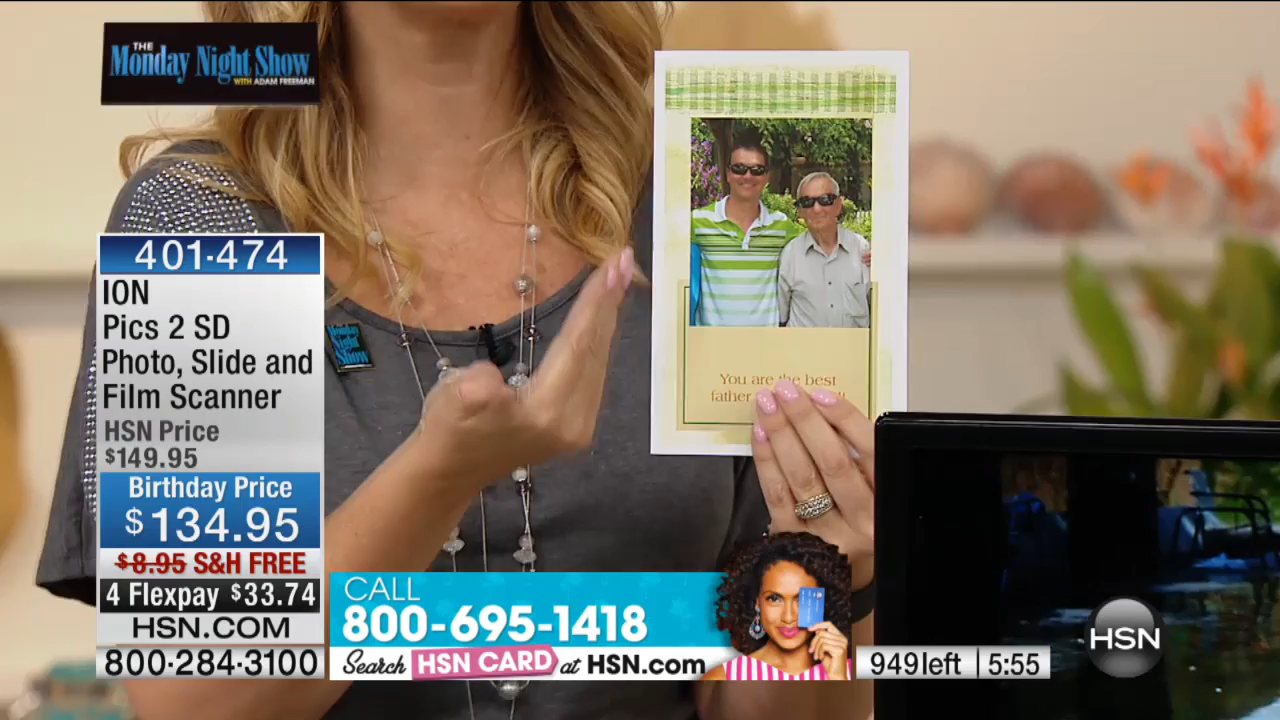 THE
Monday Night Show
WITH ADAM FREEMAN
401-474
ION
Pics 2 SD
Photo, Slide and
Film Scanner
HSN Price
$149.95
Birthday Price
$134.95
$8.95 S&H FREE
4 Flexpay $33.74
HSN.COM
800·284·3100
Monday
Night
Show
You are the best
father
CALL
800-695-1418
Search HSN CARD at HSN.com
949left 5:55
HSN